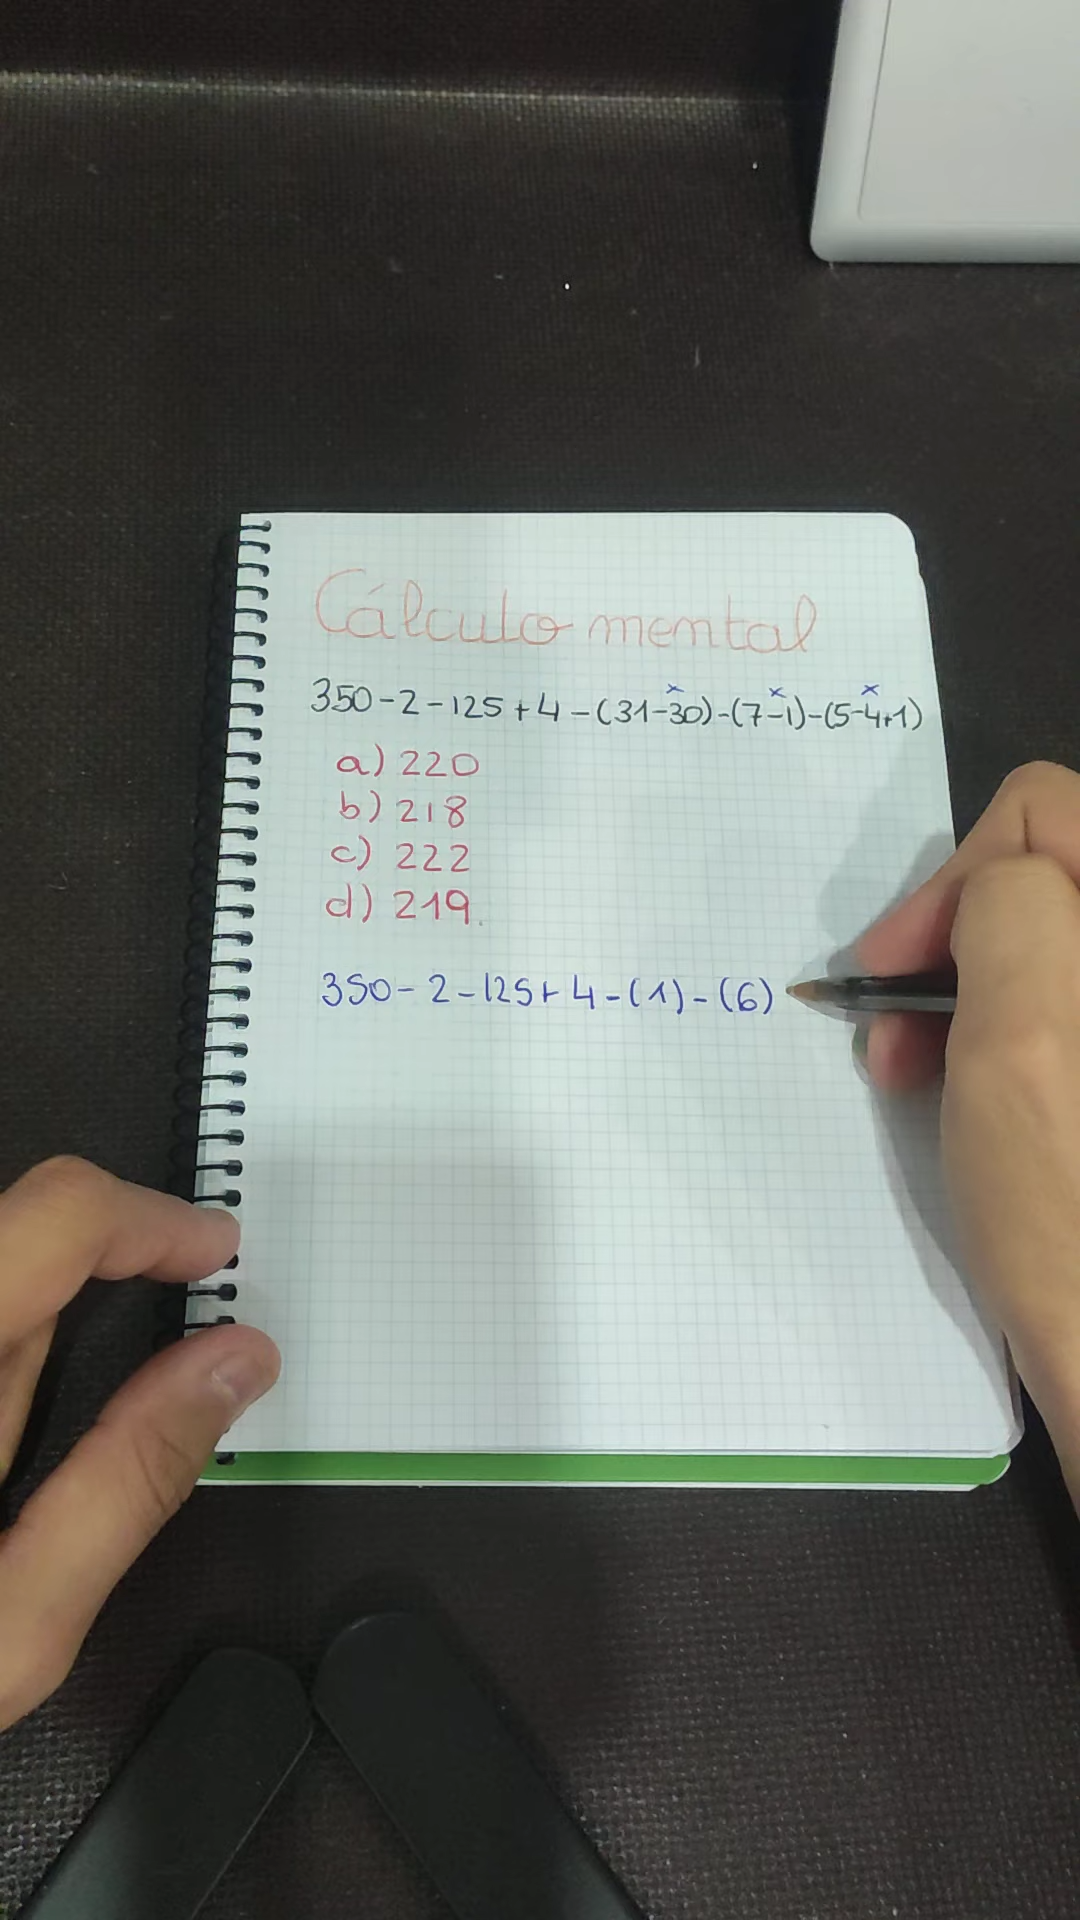 Cálculo mental
350-2-125+4-(31-30)-(7-1)-(5-4+1)
x x x
a) 220
b) 218
c) 222
d) 219.
350-2-125+4-(1)-(6)